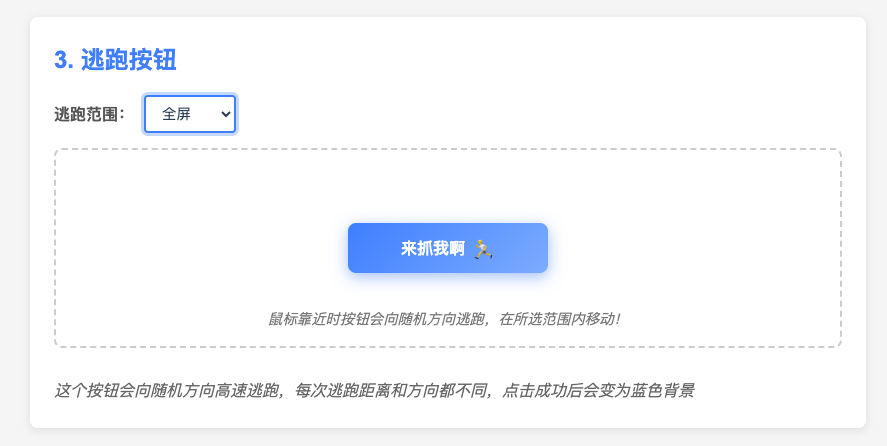 3. 逃跑按钮
逃跑范围： 全屏
来抓我啊 🏃
鼠标靠近时按钮会向随机方向逃跑，在所选范围内移动！
这个按钮会向随机方向高速逃跑，每次逃跑距离和方向都不同，点击成功后会变为蓝色背景